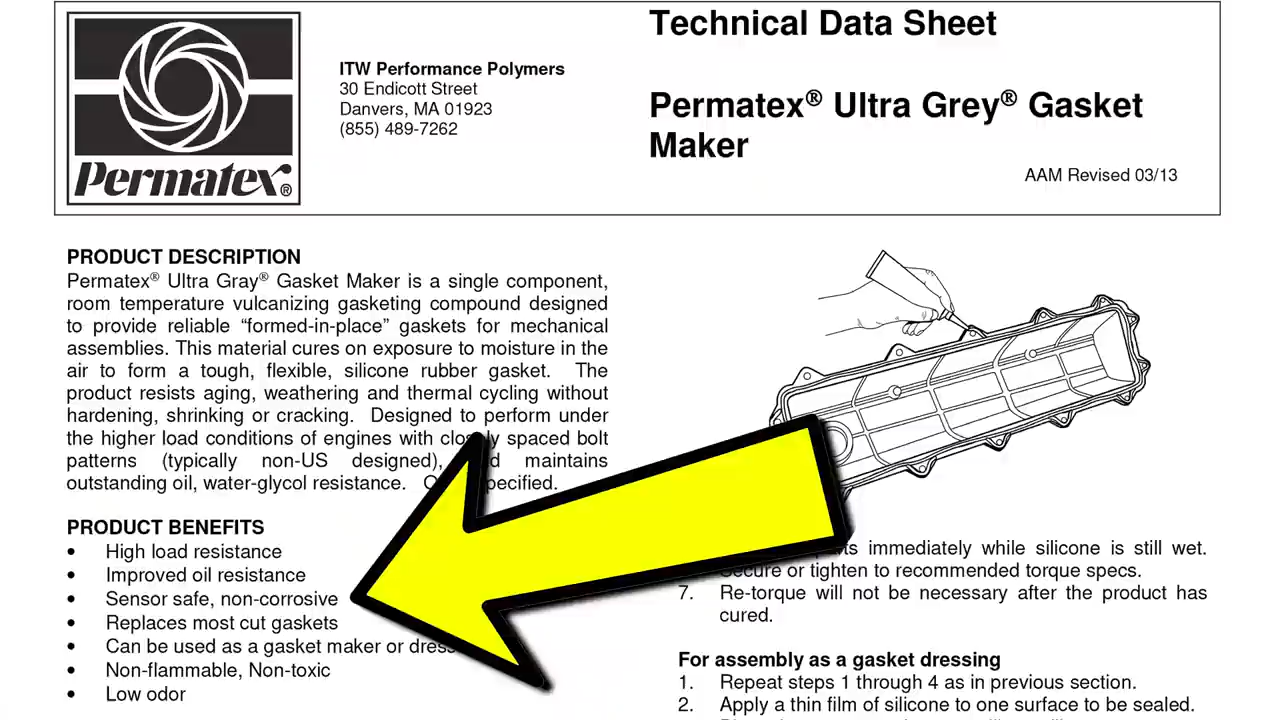 Permatex®
ITW Performance Polymers
30 Endicott Street
Danvers, MA 01923
(855) 489-7262
Technical Data Sheet
Permatex® Ultra Grey® Gasket
Maker
AAM Revised 03/13
PRODUCT DESCRIPTION
Permatex® Ultra Gray® Gasket Maker is a single component,
room temperature vulcanizing gasketing compound designed
to provide reliable “formed-in-place” gaskets for mechanical
assemblies. This material cures on exposure to moisture in the
air to form a tough, flexible, silicone rubber gasket. The
product resists aging, weathering and thermal cycling without
hardening, shrinking or cracking. Designed to perform under
the higher load conditions of engines with spaced bolt
patterns (typically non-US designed), maintains
outstanding oil, water-glycol resistance.
PRODUCT BENEFITS
• High load resistance
• Improved oil resistance
• Sensor safe, non-corrosive
• Replaces most cut gaskets
• Can be used as a gasket maker or
• Non-flammable, Non-toxic
• Low odor
immediately while silicone is still wet.
Secure or tighten to recommended torque specs.
7. Re-torque will not be necessary after the product has
cured.
For assembly as a gasket dressing
1. Repeat steps 1 through 4 as in previous section.
2. Apply a thin film of silicone to one surface to be sealed.